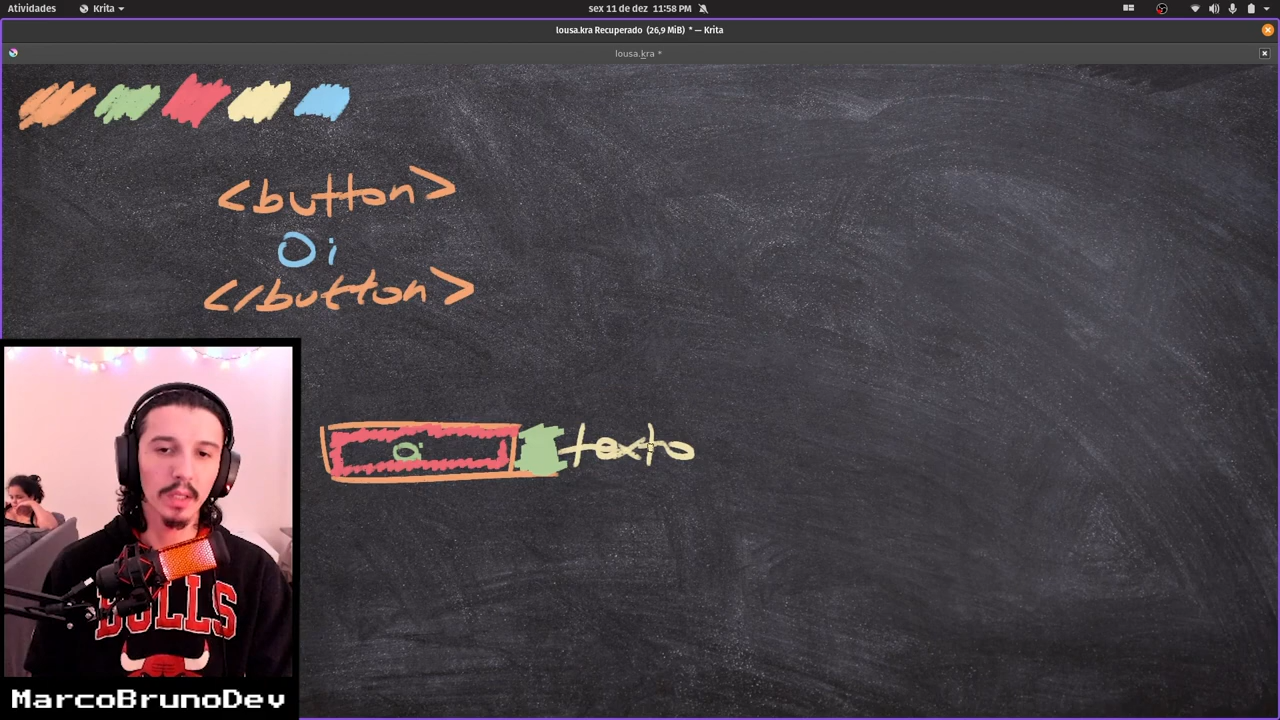 Atividades Krita sex 11 de dez 11:58 PM
lousa.kra Recuperado (26,9 MiB) * — Krita
lousa.kra *
<button>
Oi
</button>
Oi texto
BULLS
MarcoBrunoDev